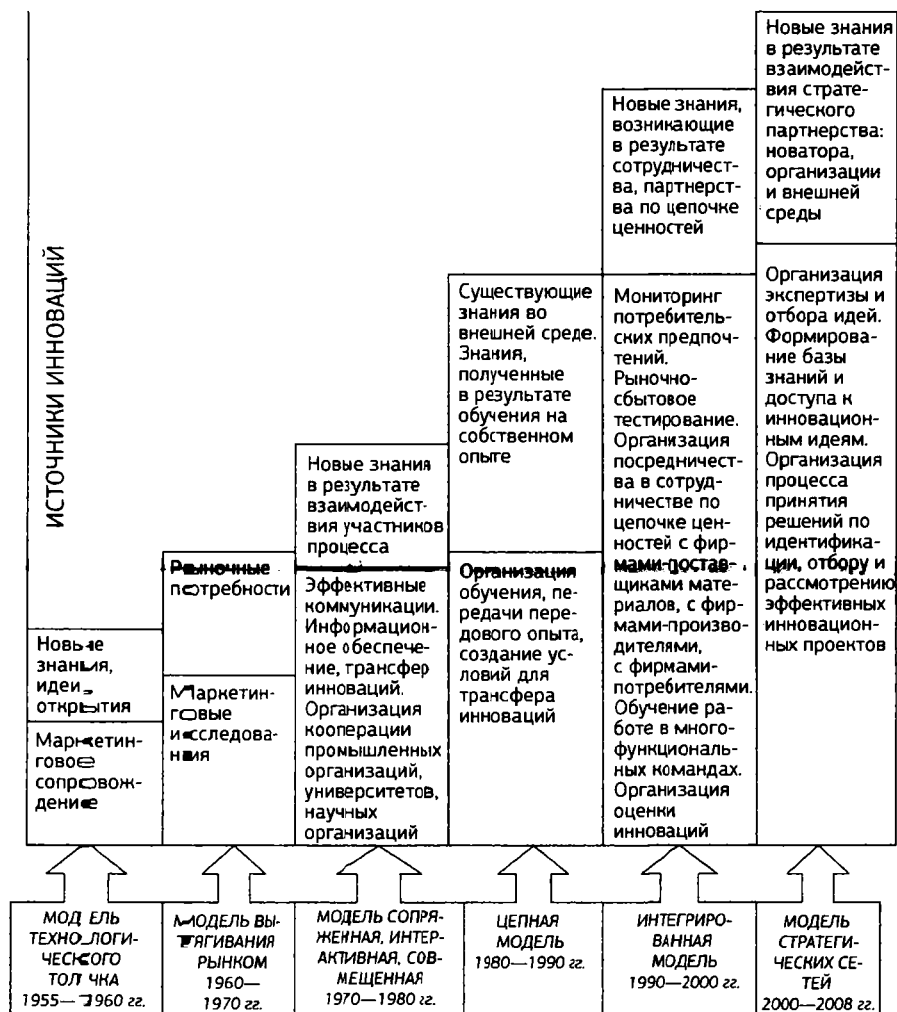 ИСТОЧНИКИ ИННОВАЦИЙ
Новые
знания,
идеи,
открытия
Маркетин-
говое
сопровож-
дение
Рыночные
потребности
Маркетин-
говые
исследова-
ния
Новые знания
в результате
взаимодейст-
вия участников
процесса
Эффективные
коммуникации.
Информацион-
ное обеспече-
ние, трансфер
инноваций.
Организация
кооперации
промышленных
организаций,
университетов,
научных
организаций
Существующие
знания во
внешней среде.
Знания,
полученные
в результате
обучения на
собственном
опыте
Организация
обучения, пе-
редачи пере-
дового опыта,
создание ус-
ловий для
трансфера
инноваций
Новые знания,
возникающие
в результате
сотрудничест-
ва, партнерст-
ва по цепочке
ценностей
Мониторинг
потребитель-
ских предпоч-
тений.
Рыночно-
сбытовое
тестирование.
Организация
посредничест-
ва в сотруд-
ничестве по
цепочке цен-
ностей с фир-
мами-постав-
щиками мате-
риалов, с фир-
мами-произво-
дителями,
с фирмами-
потребителями.
Обучение ра-
боте в много-
функциональ-
ных командах.
Организация
оценки
инноваций
Новые знания
в результате
взаимодейст-
вия страте-
гического
партнерства:
новатора,
организации
и внешней
среды
Организация
экспертизы и
отбора идей.
Формирова-
ние базы
знаний и
доступа к
инновацион-
ным идеям.
Организация
процесса
принятия
решений по
идентифика-
ции, отбору и
рассмотрению
эффективных
инновацион-
ных проектов
МОДЕЛЬ
ТЕХНОЛОГИ-
ЧЕСКОГО
ТОЛЧКА
1955—1960 гг.
МОДЕЛЬ ВЫ-
ТЯГИВАНИЯ
РЫНКОМ
1960—
1970 гг.
МОДЕЛЬ СОПРЯ-
ЖЕННАЯ, ИНТЕР-
АКТИВНАЯ, СОВ-
МЕЩЕННАЯ
1970—1980 гг.
ЦЕПНАЯ
МОДЕЛЬ
1980—1990 гг.
ИНТЕГРИРО-
ВАННАЯ
МОДЕЛЬ
1990—2000 гг.
МОДЕЛЬ
СТРАТЕГИ-
ЧЕСКИХ СЕ-
ТЕЙ
2000—2008 гг.